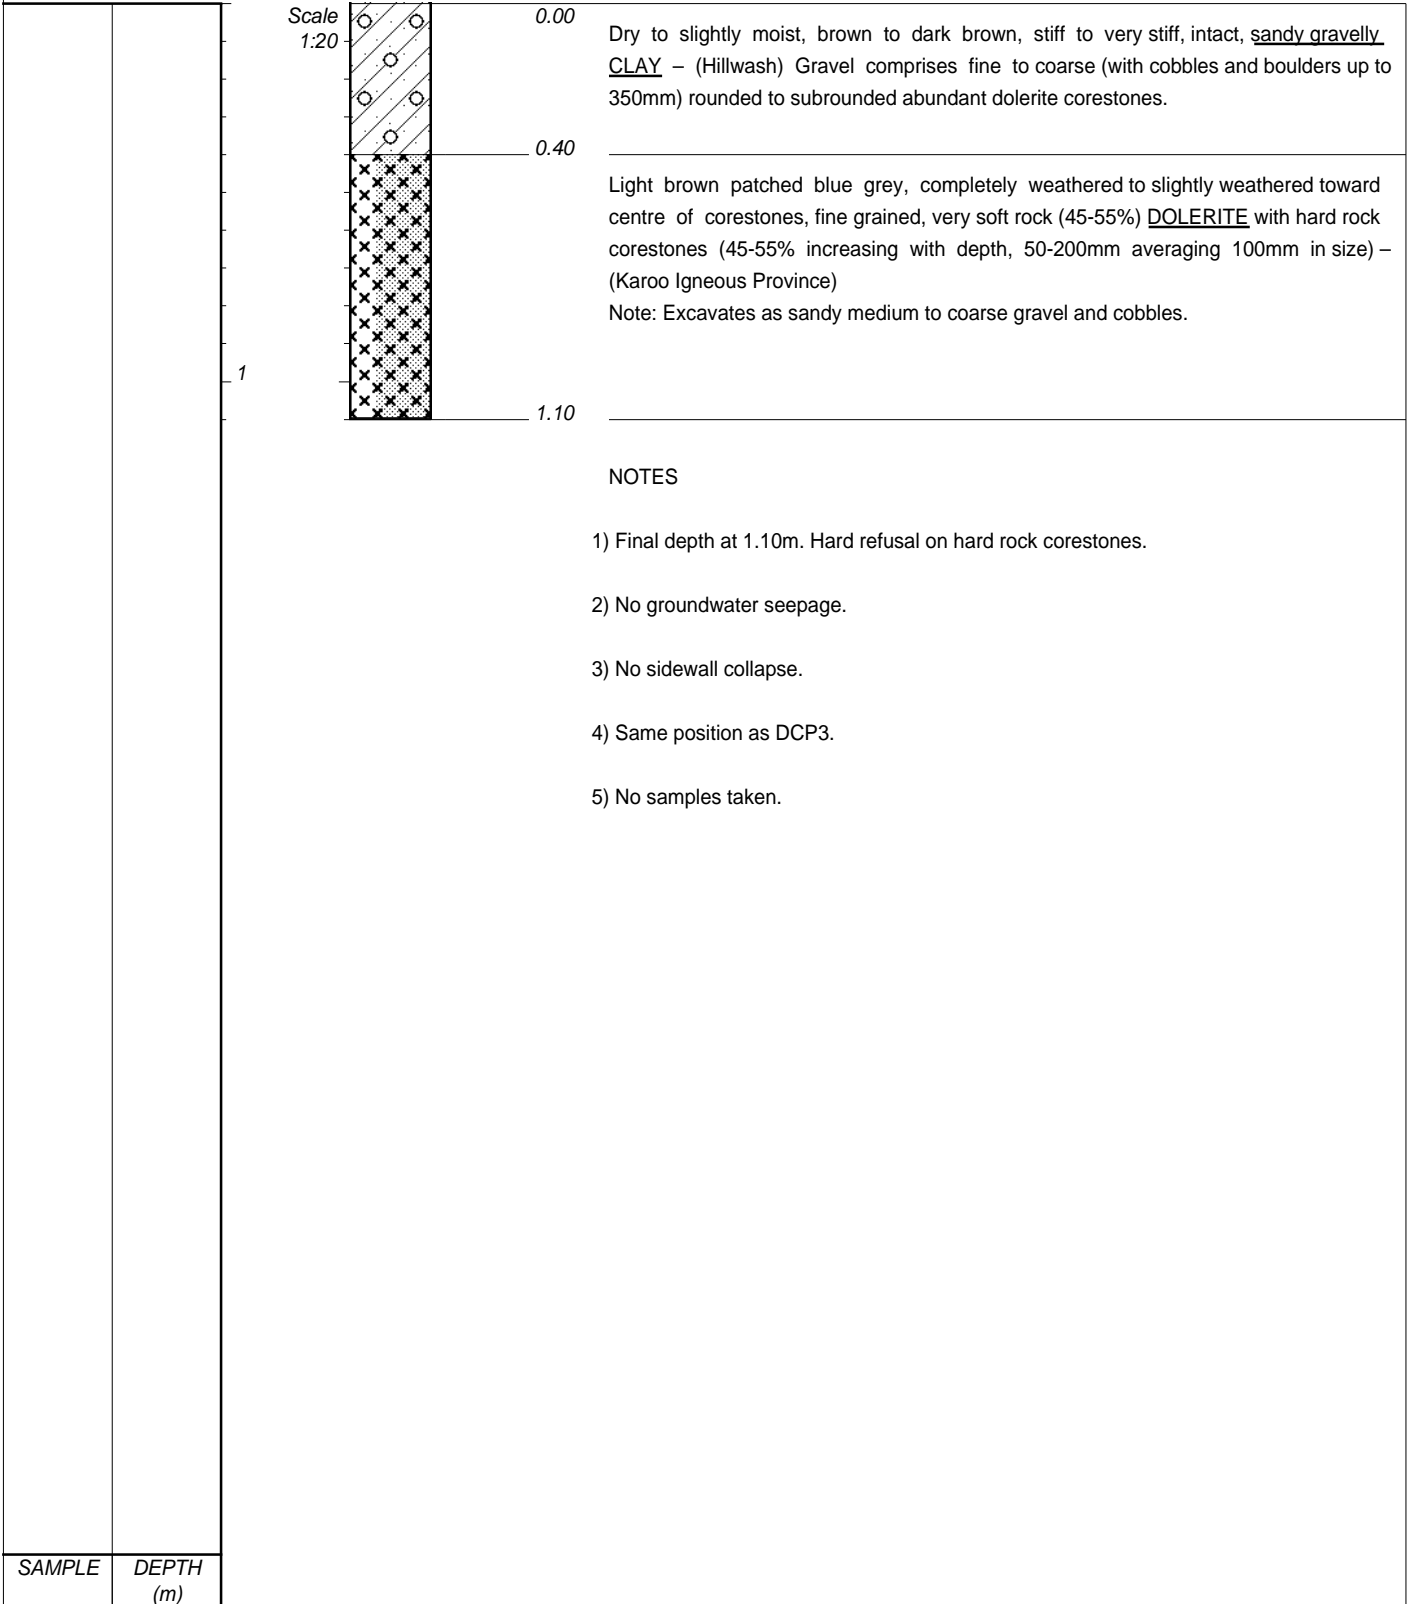 Scale
1:20
0.00
Dry to slightly moist, brown to dark brown, stiff to very stiff, intact, sandy gravelly
CLAY – (Hillwash) Gravel comprises fine to coarse (with cobbles and boulders up to
350mm) rounded to subrounded abundant dolerite corestones.
0.40
Light brown patched blue grey, completely weathered to slightly weathered toward
centre of corestones, fine grained, very soft rock (45-55%) DOLERITE with hard rock
corestones (45-55% increasing with depth, 50-200mm averaging 100mm in size) –
(Karoo Igneous Province)
Note: Excavates as sandy medium to coarse gravel and cobbles.
1
1.10
NOTES
1) Final depth at 1.10m. Hard refusal on hard rock corestones.
2) No groundwater seepage.
3) No sidewall collapse.
4) Same position as DCP3.
5) No samples taken.
SAMPLE
DEPTH
(m)